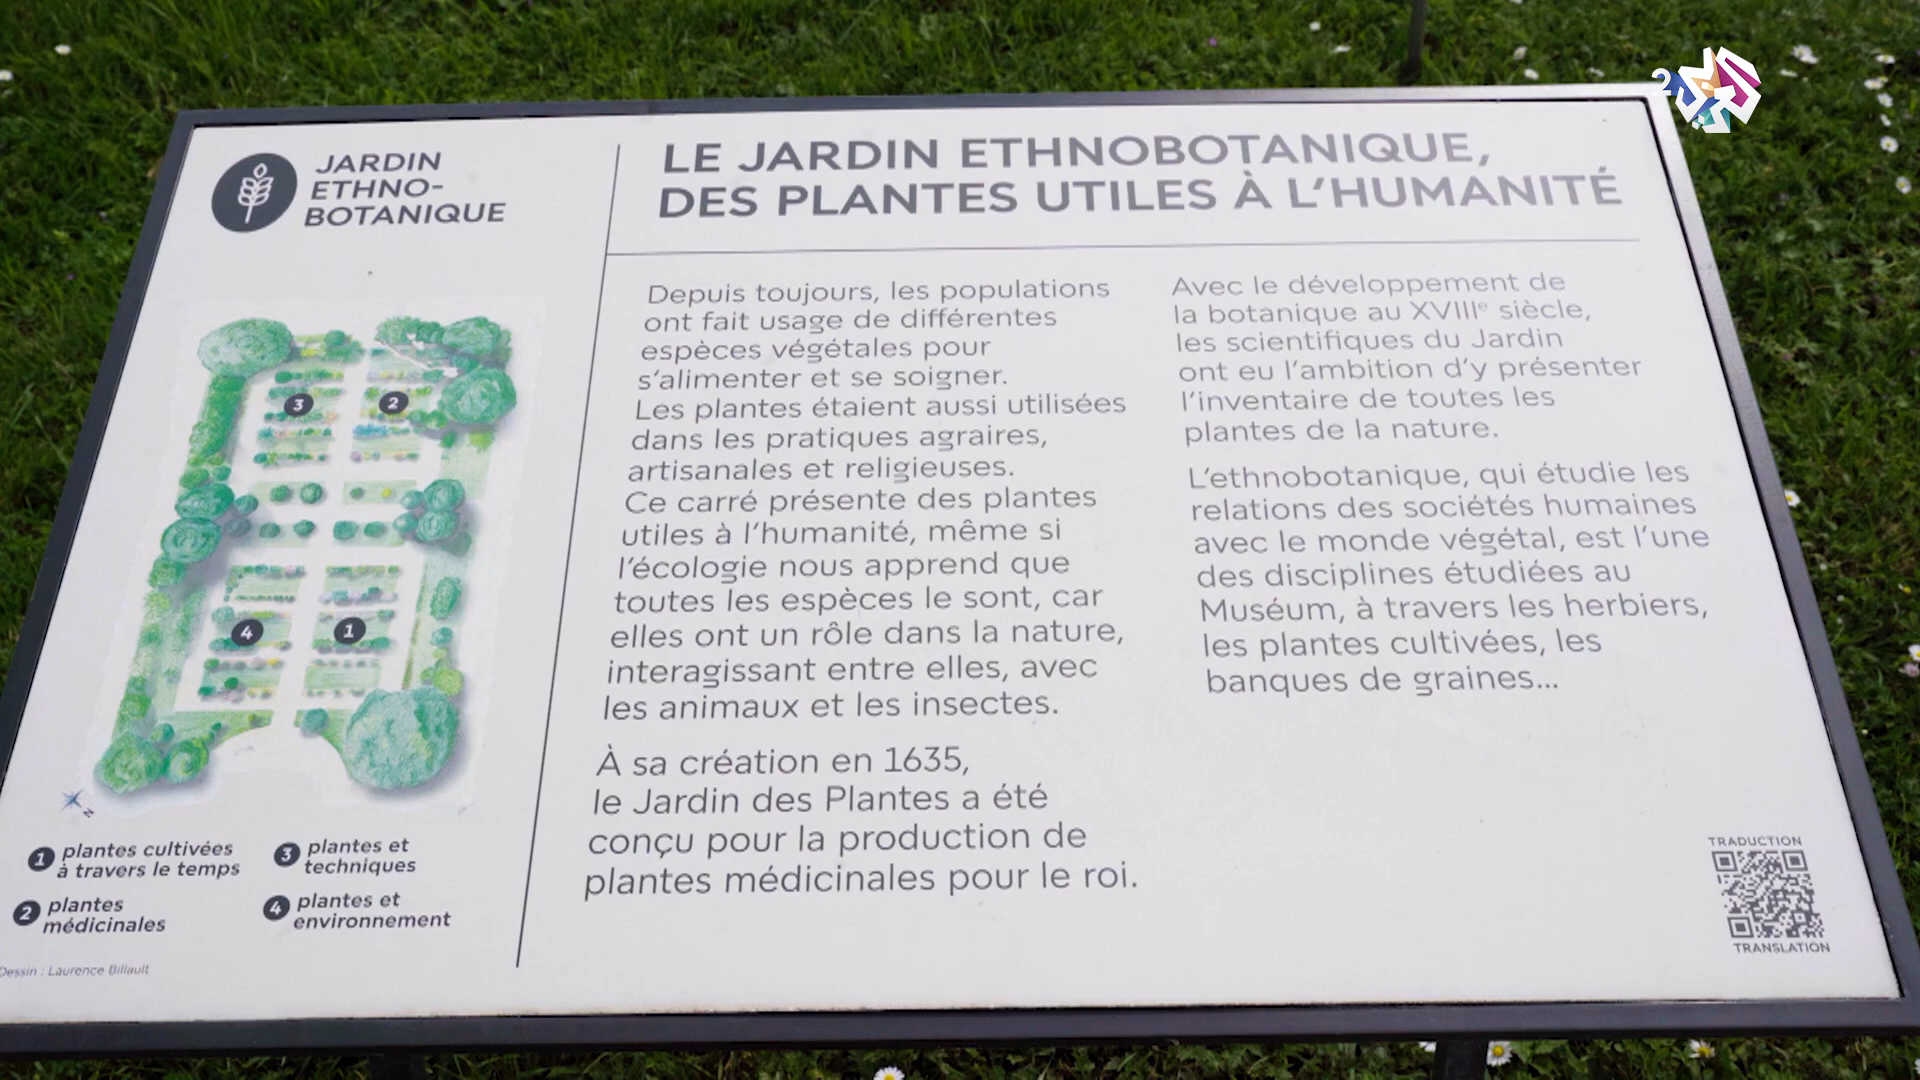 JARDIN
ETHNO-
BOTANIQUE
3
2
4
1
N
1 plantes cultivées
à travers le temps
2 plantes
médicinales
3 plantes et
techniques
4 plantes et
environnement
Dessin : Laurence Billault
LE JARDIN ETHNOBOTANIQUE,
DES PLANTES UTILES À L'HUMANITÉ
Depuis toujours, les populations
ont fait usage de différentes
espèces végétales pour
s'alimenter et se soigner.
Les plantes étaient aussi utilisées
dans les pratiques agraires,
artisanales et religieuses.
Ce carré présente des plantes
utiles à l'humanité, même si
l'écologie nous apprend que
toutes les espèces le sont, car
elles ont un rôle dans la nature,
interagissant entre elles, avec
les animaux et les insectes.
À sa création en 1635,
le Jardin des Plantes a été
conçu pour la production de
plantes médicinales pour le roi.
Avec le développement de
la botanique au XVIIIe siècle,
les scientifiques du Jardin
ont eu l'ambition d'y présenter
l'inventaire de toutes les
plantes de la nature.
L'ethnobotanique, qui étudie les
relations des sociétés humaines
avec le monde végétal, est l'une
des disciplines étudiées au
Muséum, à travers les herbiers,
les plantes cultivées, les
banques de graines...
TRADUCTION
TRANSLATION
2